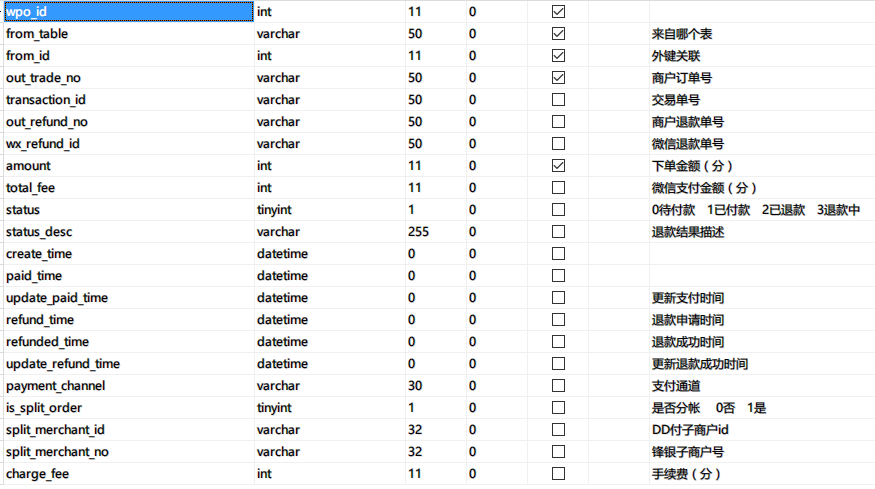 wpo_id int 11 0
from_table varchar 50 0 来自哪个表
from_id int 11 0 外键关联
out_trade_no varchar 50 0 商户订单号
transaction_id varchar 50 0 交易单号
out_refund_no varchar 50 0 商户退款单号
wx_refund_id varchar 50 0 微信退款单号
amount int 11 0 下单金额（分）
total_fee int 11 0 微信支付金额（分）
status tinyint 1 0 0待付款 1已付款 2已退款 3退款中
status_desc varchar 255 0 退款结果描述
create_time datetime 0 0
paid_time datetime 0 0
update_paid_time datetime 0 0 更新支付时间
refund_time datetime 0 0 退款申请时间
refunded_time datetime 0 0 退款成功时间
update_refund_time datetime 0 0 更新退款成功时间
payment_channel varchar 30 0 支付通道
is_split_order tinyint 1 0 是否分帐 0否 1是
split_merchant_id varchar 32 0 DD付子商户id
split_merchant_no varchar 32 0 锋银子商户号
charge_fee int 11 0 手续费（分）